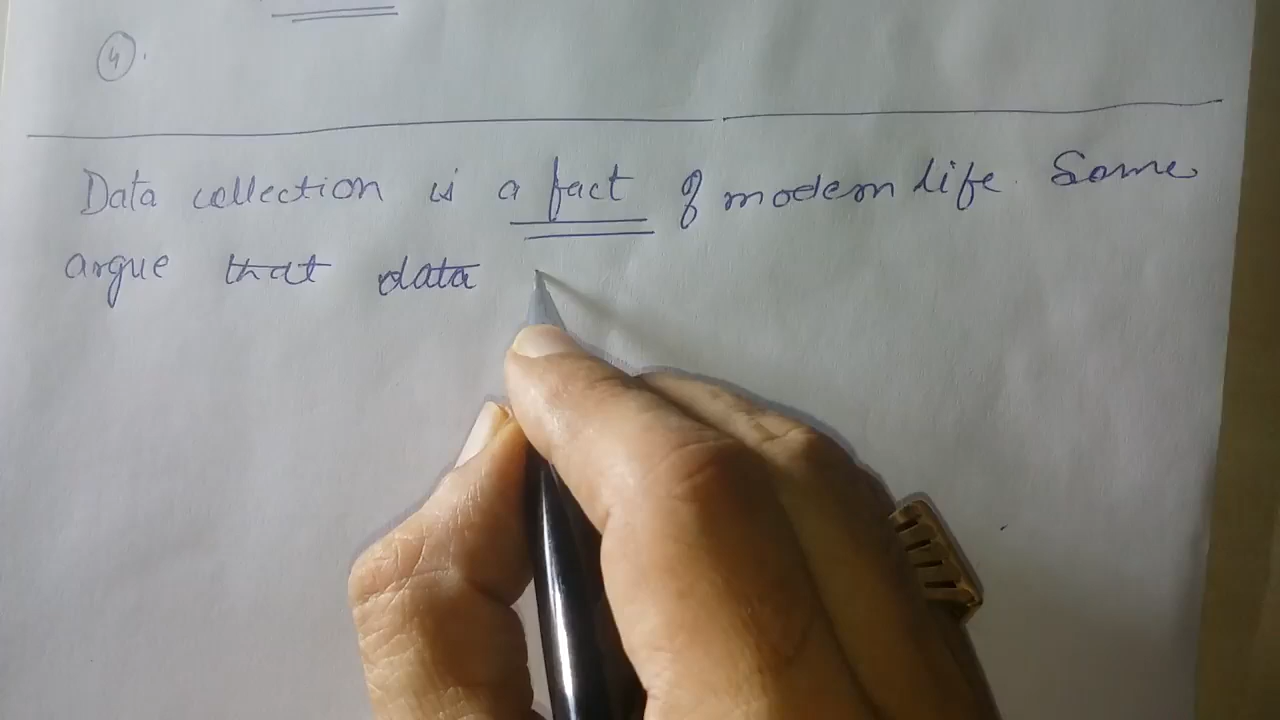 4.
Data collection is a fact of modern life. Some
argue that data